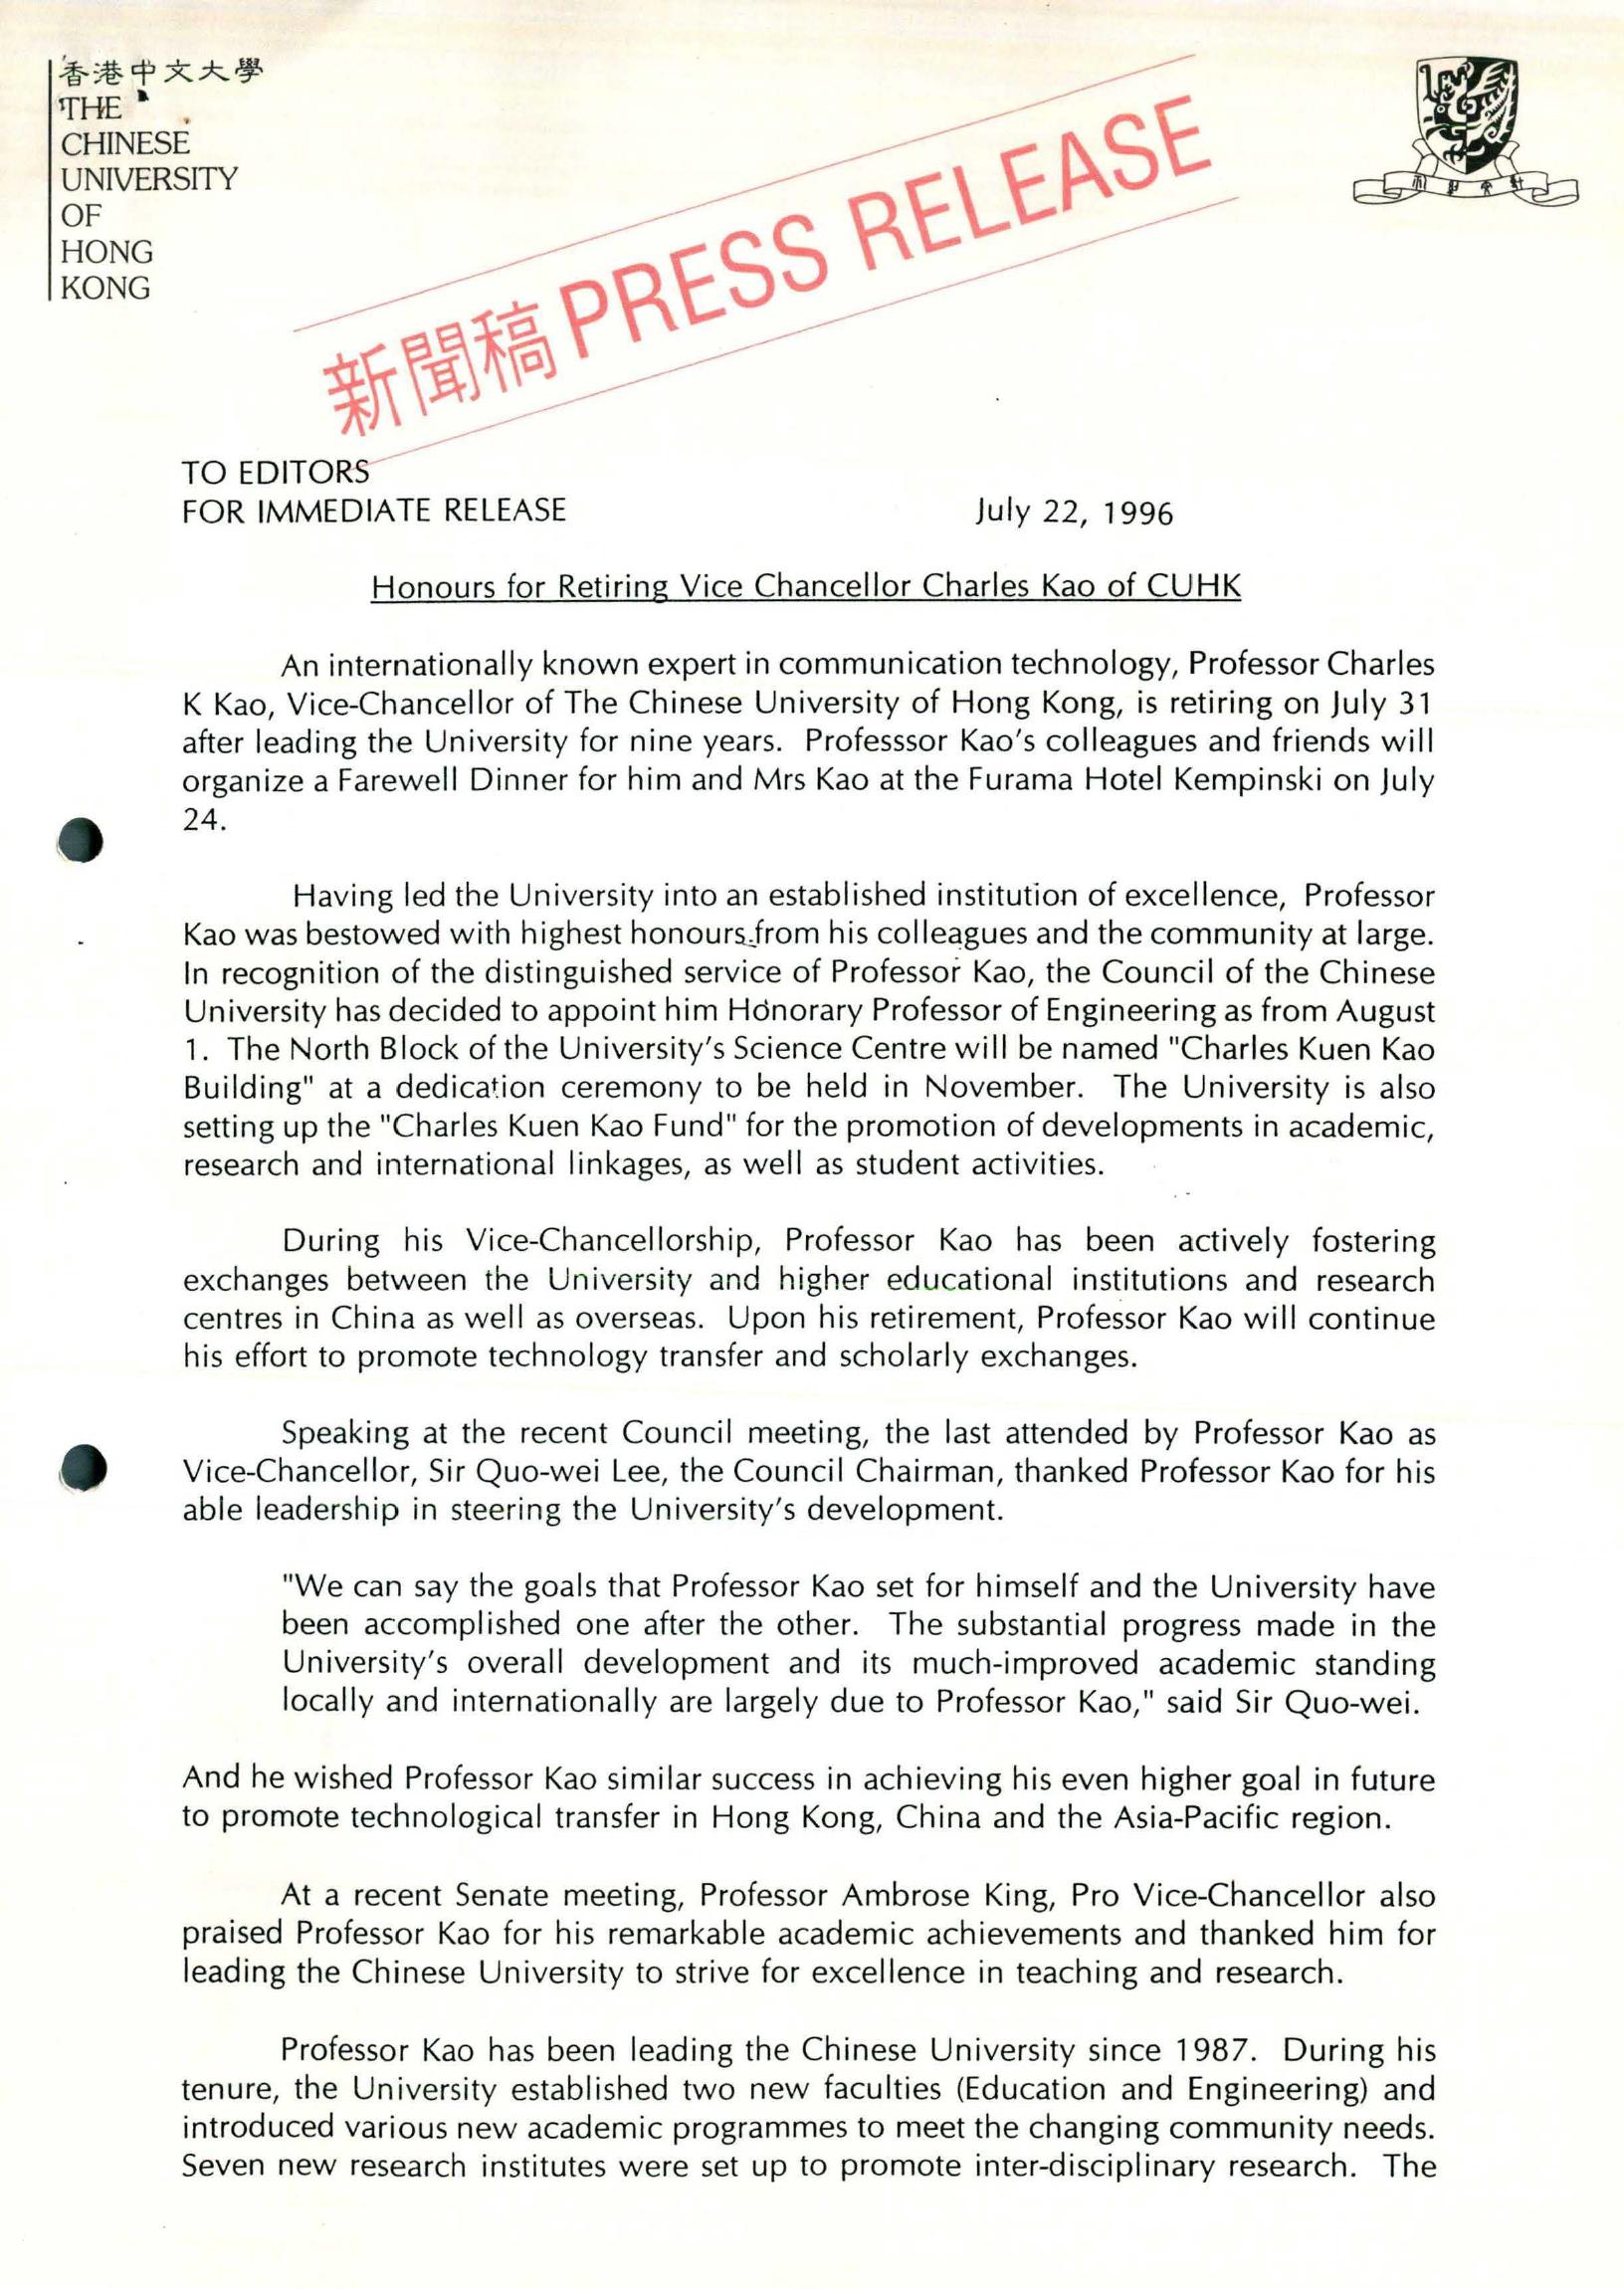 香港中文大學
THE
CHINESE
UNIVERSITY
OF
HONG
KONG
新聞稿 PRESS RELEASE
TO EDITORS
FOR IMMEDIATE RELEASE
July 22, 1996
Honours for Retiring Vice Chancellor Charles Kao of CUHK
An internationally known expert in communication technology, Professor Charles
K Kao, Vice-Chancellor of The Chinese University of Hong Kong, is retiring on July 31
after leading the University for nine years. Professsor Kao's colleagues and friends will
organize a Farewell Dinner for him and Mrs Kao at the Furama Hotel Kempinski on July
24.
Having led the University into an established institution of excellence, Professor
Kao was bestowed with highest honours from his colleagues and the community at large.
In recognition of the distinguished service of Professor Kao, the Council of the Chinese
University has decided to appoint him Honorary Professor of Engineering as from August
1. The North Block of the University's Science Centre will be named "Charles Kuen Kao
Building" at a dedication ceremony to be held in November. The University is also
setting up the "Charles Kuen Kao Fund" for the promotion of developments in academic,
research and international linkages, as well as student activities.
During his Vice-Chancellorship, Professor Kao has been actively fostering
exchanges between the University and higher educational institutions and research
centres in China as well as overseas. Upon his retirement, Professor Kao will continue
his effort to promote technology transfer and scholarly exchanges.
Speaking at the recent Council meeting, the last attended by Professor Kao as
Vice-Chancellor, Sir Quo-wei Lee, the Council Chairman, thanked Professor Kao for his
able leadership in steering the University's development.
"We can say the goals that Professor Kao set for himself and the University have
been accomplished one after the other. The substantial progress made in the
University's overall development and its much-improved academic standing
locally and internationally are largely due to Professor Kao," said Sir Quo-wei.
And he wished Professor Kao similar success in achieving his even higher goal in future
to promote technological transfer in Hong Kong, China and the Asia-Pacific region.
At a recent Senate meeting, Professor Ambrose King, Pro Vice-Chancellor also
praised Professor Kao for his remarkable academic achievements and thanked him for
leading the Chinese University to strive for excellence in teaching and research.
Professor Kao has been leading the Chinese University since 1987. During his
tenure, the University established two new faculties (Education and Engineering) and
introduced various new academic programmes to meet the changing community needs.
Seven new research institutes were set up to promote inter-disciplinary research. The